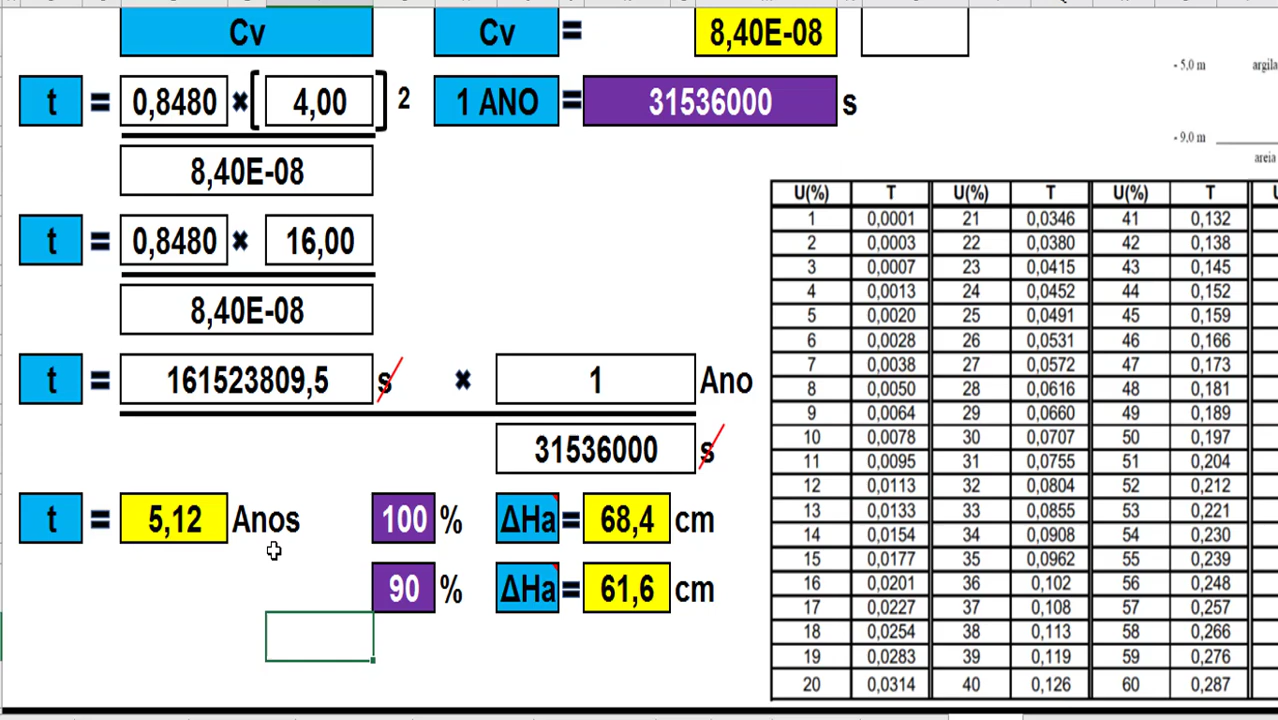 Cv Cv = 8,40E-08
- 5,0 m argila
t = 0,8480 × [ 4,00 ] 2 1 ANO = 31536000 s
- 9,0 m
areia
8,40E-08
t = 0,8480 × 16,00
8,40E-08
t = 161523809,5 s × 1 Ano
31536000 s
t = 5,12 Anos 100 % ΔHa = 68,4 cm
90 % ΔHa = 61,6 cm
U(%) T U(%) T U(%) T U
1 0,0001 21 0,0346 41 0,132
2 0,0003 22 0,0380 42 0,138
3 0,0007 23 0,0415 43 0,145
4 0,0013 24 0,0452 44 0,152
5 0,0020 25 0,0491 45 0,159
6 0,0028 26 0,0531 46 0,166
7 0,0038 27 0,0572 47 0,173
8 0,0050 28 0,0616 48 0,181
9 0,0064 29 0,0660 49 0,189
10 0,0078 30 0,0707 50 0,197
11 0,0095 31 0,0755 51 0,204
12 0,0113 32 0,0804 52 0,212
13 0,0133 33 0,0855 53 0,221
14 0,0154 34 0,0908 54 0,230
15 0,0177 35 0,0962 55 0,239
16 0,0201 36 0,102 56 0,248
17 0,0227 37 0,108 57 0,257
18 0,0254 38 0,113 58 0,266
19 0,0283 39 0,119 59 0,276
20 0,0314 40 0,126 60 0,287